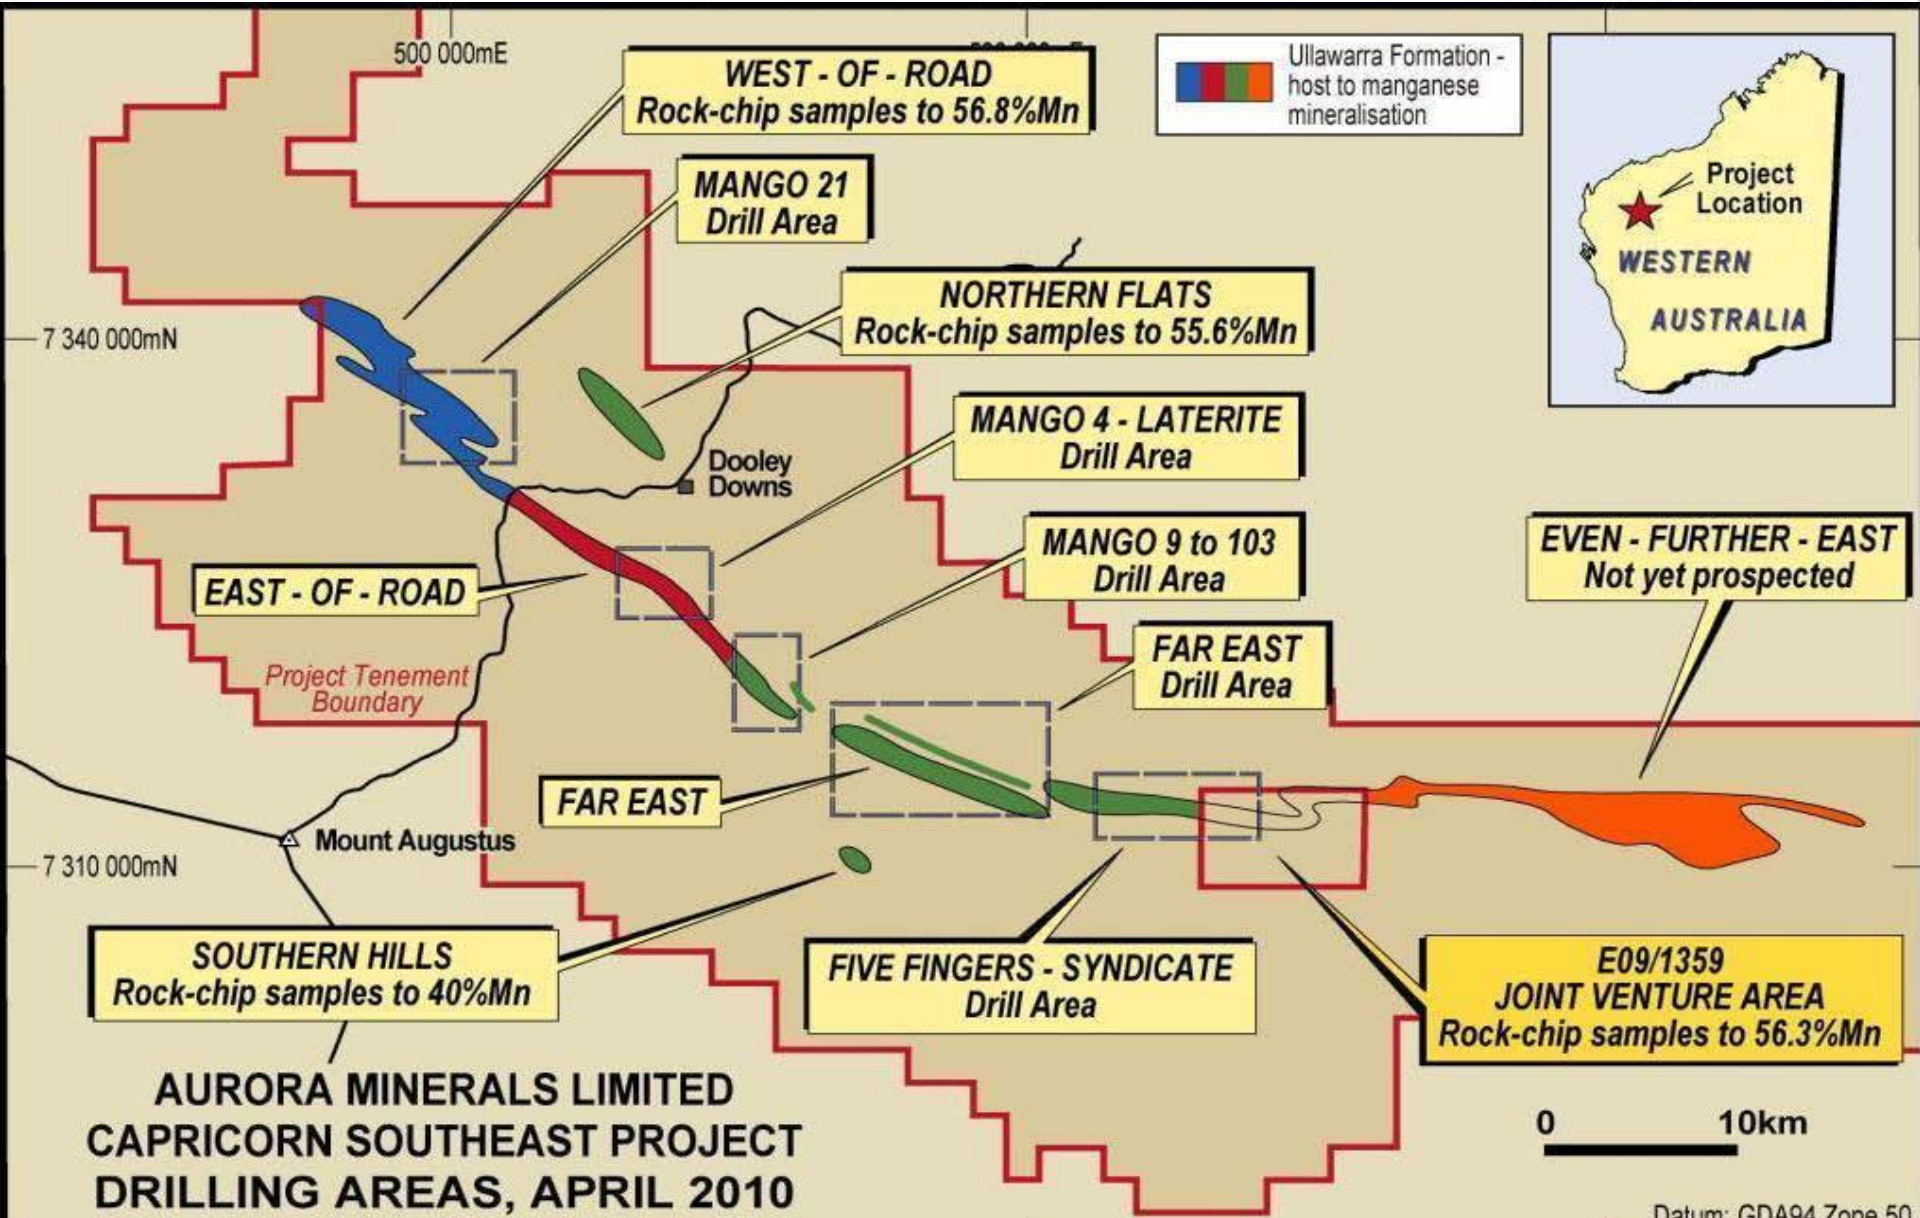 500 000mE
WEST - OF - ROAD
Rock-chip samples to 56.8%Mn
Ullawarra Formation -
host to manganese
mineralisation
Project
Location
WESTERN
AUSTRALIA
MANGO 21
Drill Area
NORTHERN FLATS
Rock-chip samples to 55.6%Mn
7 340 000mN
MANGO 4 - LATERITE
Drill Area
Dooley
Downs
MANGO 9 to 103
Drill Area
EVEN - FURTHER - EAST
Not yet prospected
EAST - OF - ROAD
FAR EAST
Drill Area
Project Tenement
Boundary
FAR EAST
Mount Augustus
7 310 000mN
SOUTHERN HILLS
Rock-chip samples to 40%Mn
FIVE FINGERS - SYNDICATE
Drill Area
E09/1359
JOINT VENTURE AREA
Rock-chip samples to 56.3%Mn
AURORA MINERALS LIMITED
CAPRICORN SOUTHEAST PROJECT
DRILLING AREAS, APRIL 2010
0 10km
Datum: GDA94 Zone 50